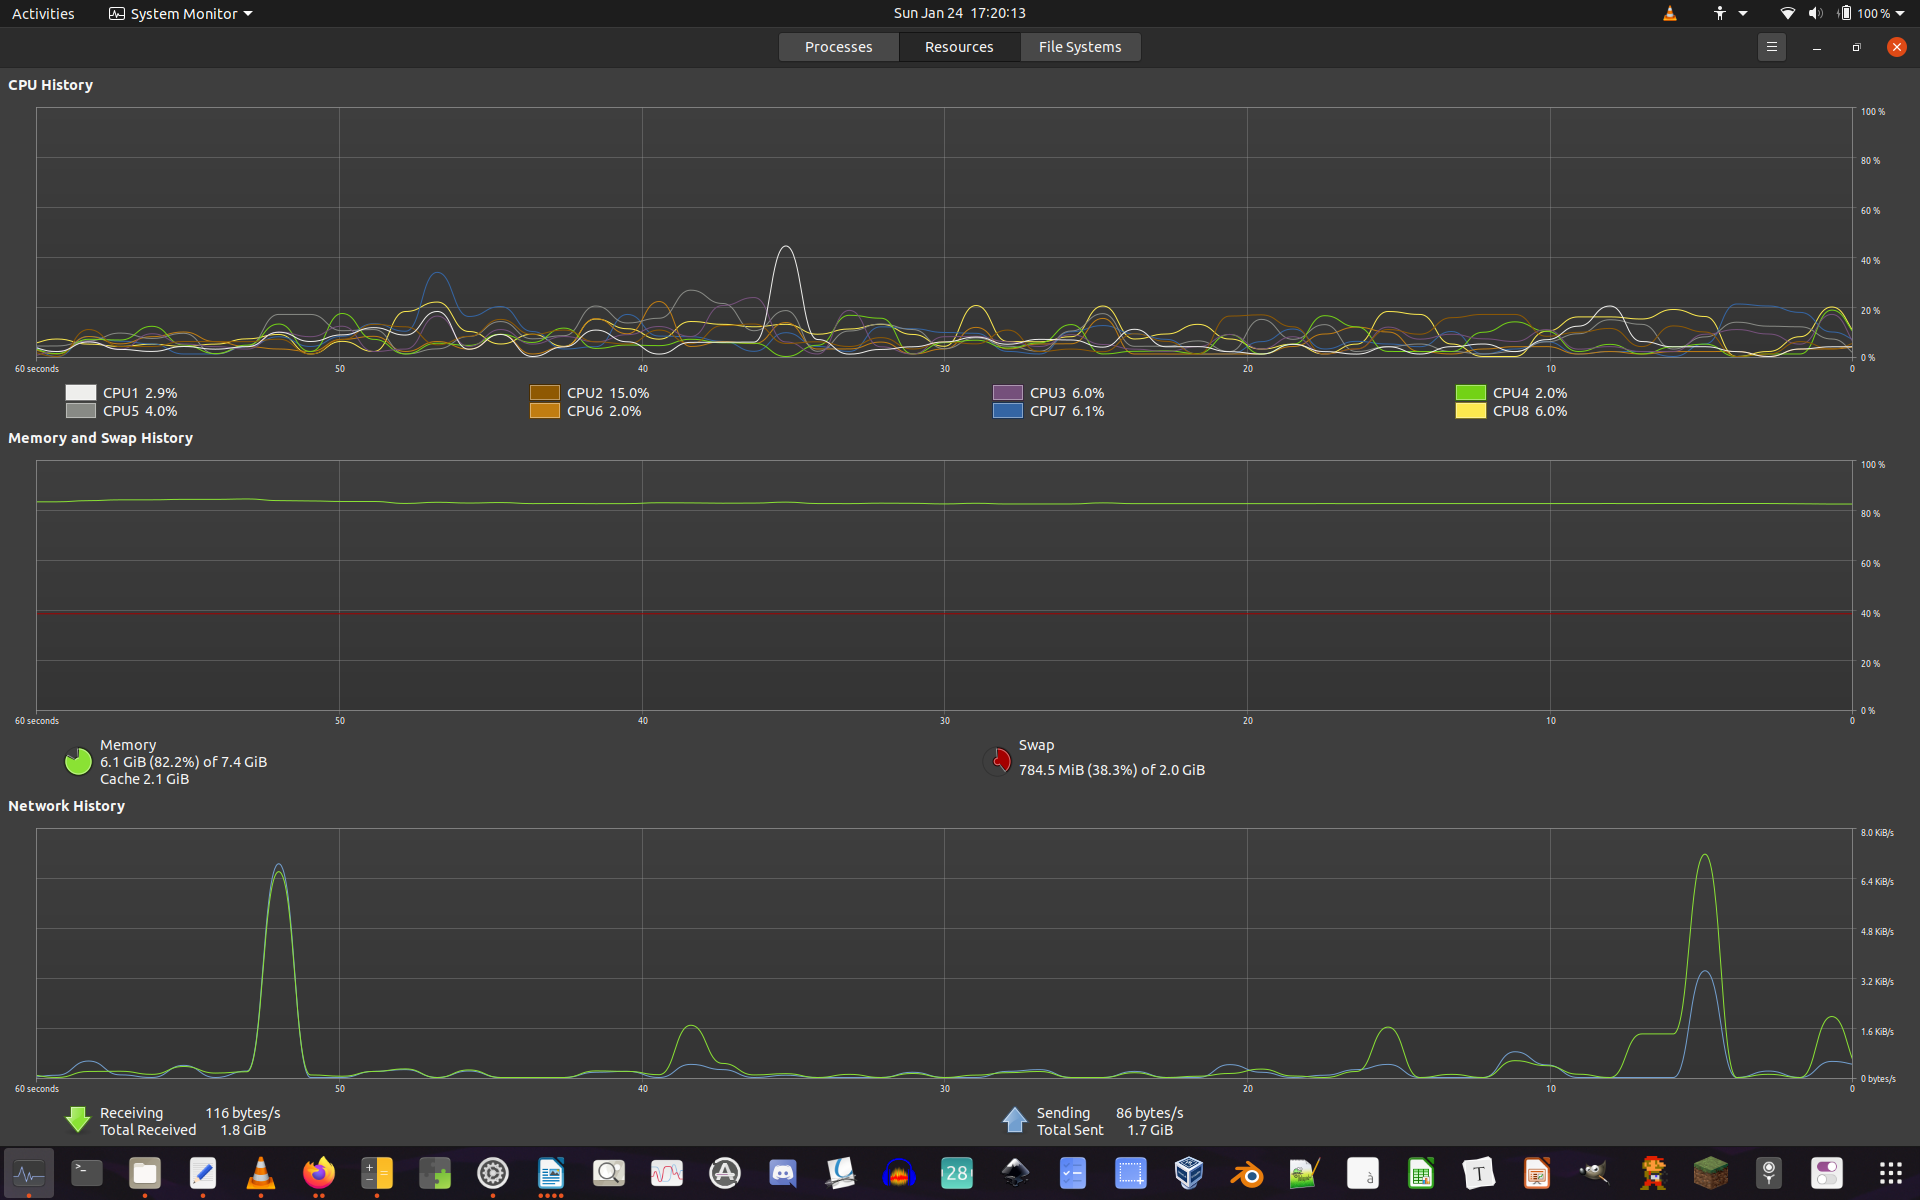 Activities System Monitor Sun Jan 24 17:20:13 100 %
Processes Resources File Systems
CPU History
100 %
80 %
60 %
40 %
20 %
0 %
60 seconds 50 40 30 20 10 0
CPU1 2.9% CPU2 15.0% CPU3 6.0% CPU4 2.0%
CPU5 4.0% CPU6 2.0% CPU7 6.1% CPU8 6.0%
Memory and Swap History
100 %
80 %
60 %
40 %
20 %
0 %
60 seconds 50 40 30 20 10 0
Memory
6.1 GiB (82.2%) of 7.4 GiB
Cache 2.1 GiB
Swap
784.5 MiB (38.3%) of 2.0 GiB
Network History
8.0 KiB/s
6.4 KiB/s
4.8 KiB/s
3.2 KiB/s
1.6 KiB/s
0 bytes/s
60 seconds 50 40 30 20 10 0
Receiving 116 bytes/s Sending 86 bytes/s
Total Received 1.8 GiB Total Sent 1.7 GiB
28 à T